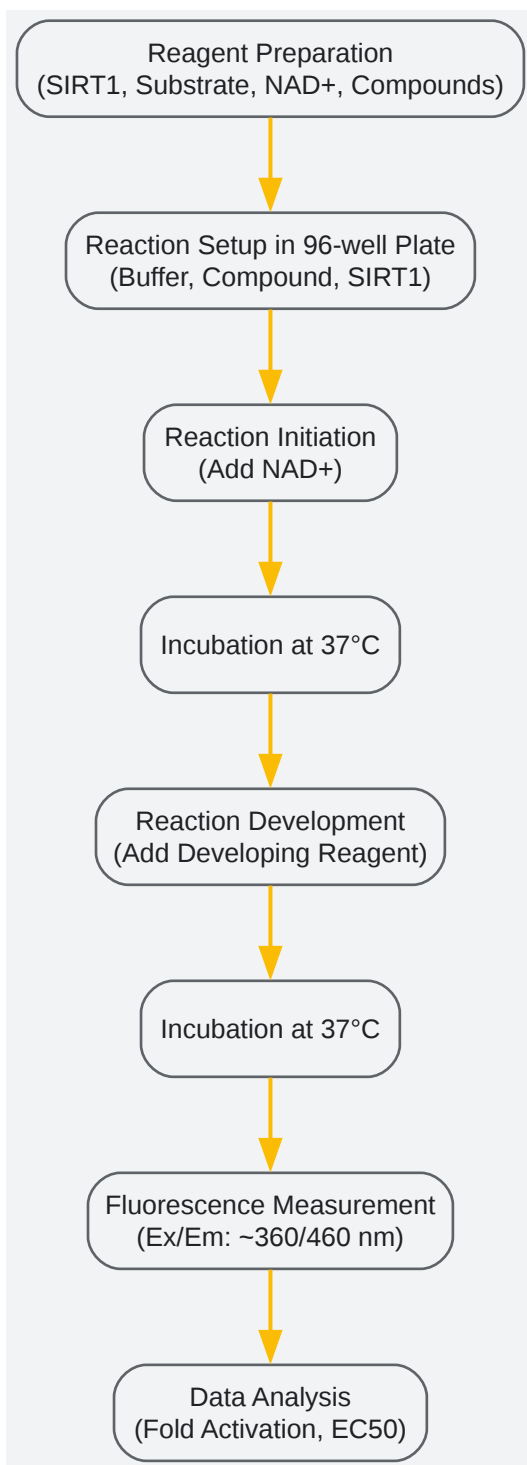 Reagent Preparation
(SIRT1, Substrate, NAD+, Compounds)
Reaction Setup in 96-well Plate
(Buffer, Compound, SIRT1)
Reaction Initiation
(Add NAD+)
Incubation at 37°C
Reaction Development
(Add Developing Reagent)
Incubation at 37°C
Fluorescence Measurement
(Ex/Em: ~360/460 nm)
Data Analysis
(Fold Activation, EC50)